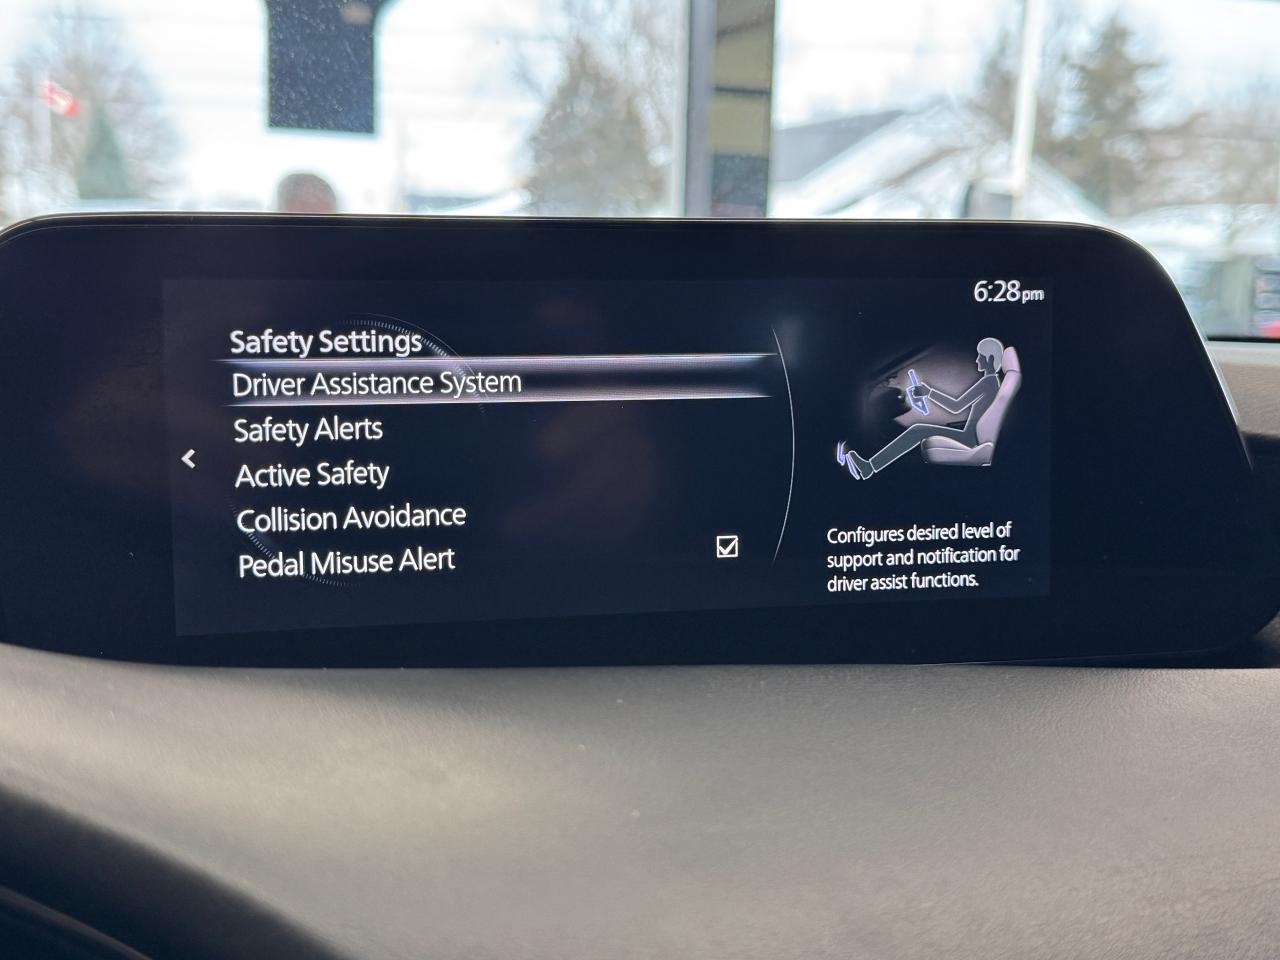 6:28pm
Safety Settings
Driver Assistance System
Safety Alerts
Active Safety
Collision Avoidance
Pedal Misuse Alert
Configures desired level of
support and notification for
driver assist functions.